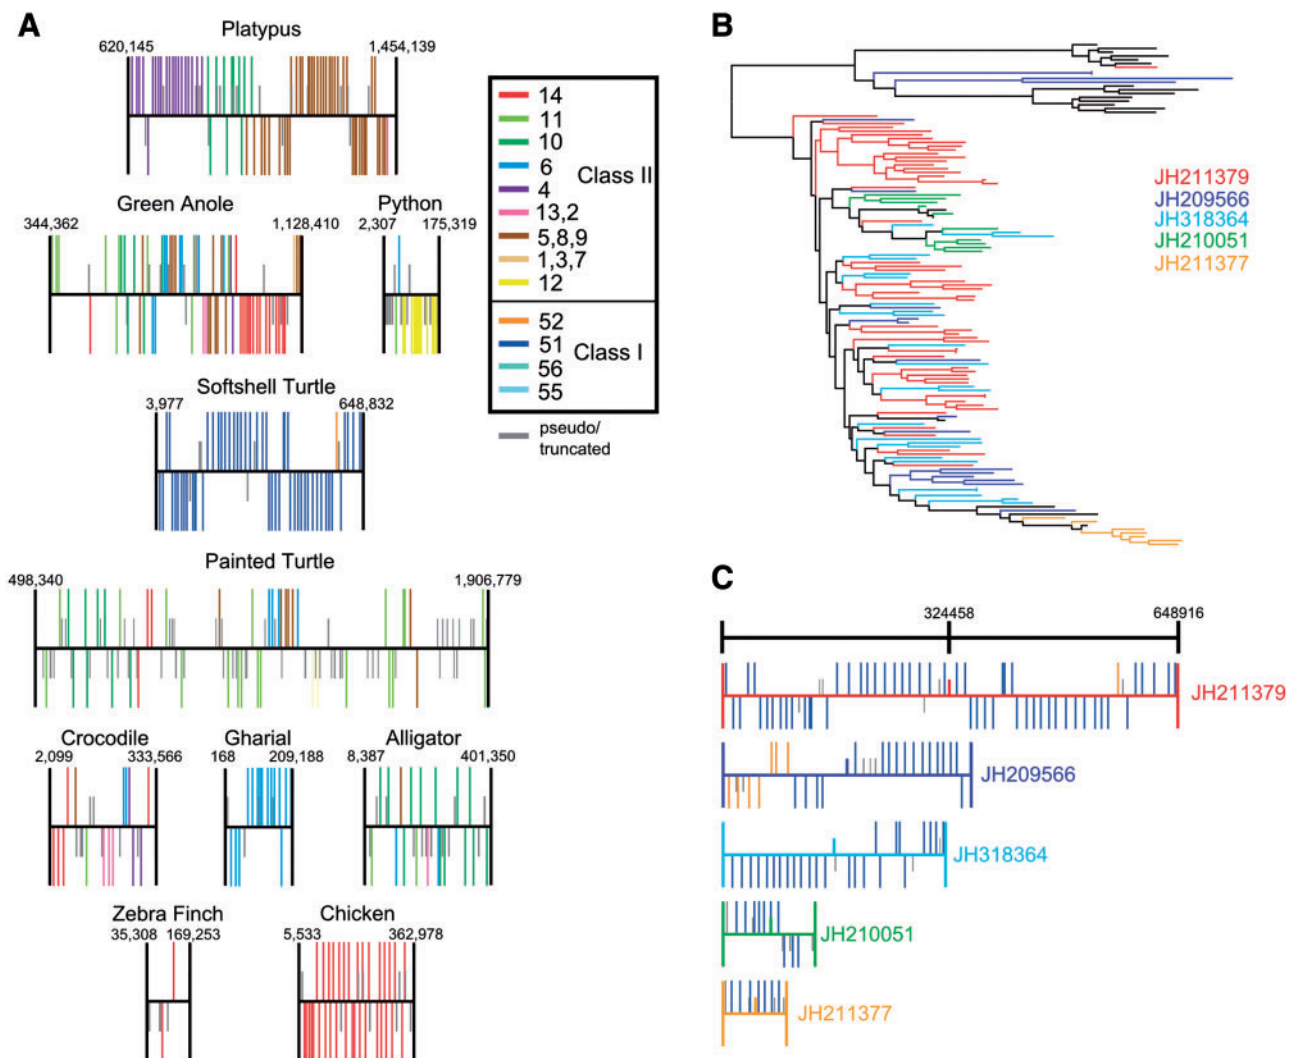 A
Platypus
620,145 1,454,139
Green Anole
344,362 1,128,410
Python
2,307 175,319
Softshell Turtle
3,977 648,832
Painted Turtle
498,340 1,906,779
Crocodile
2,099 333,566
Gharial
168 209,188
Alligator
8,387 401,350
Zebra Finch
35,308 169,253
Chicken
5,533 362,978
14
11
10
6
4
13,2
5,8,9
1,3,7
12
Class II
52
51
56
55
Class I
pseudo/
truncated
B
JH211379
JH209566
JH318364
JH210051
JH211377
C
324458 648916
JH211379
JH209566
JH318364
JH210051
JH211377